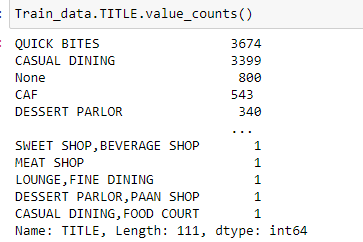 Train_data.TITLE.value_counts()
QUICK BITES 3674
CASUAL DINING 3399
None 800
CAF 543
DESSERT PARLOR 340
...
SWEET SHOP,BEVERAGE SHOP 1
MEAT SHOP 1
LOUNGE,FINE DINING 1
DESSERT PARLOR,PAAN SHOP 1
CASUAL DINING,FOOD COURT 1
Name: TITLE, Length: 111, dtype: int64